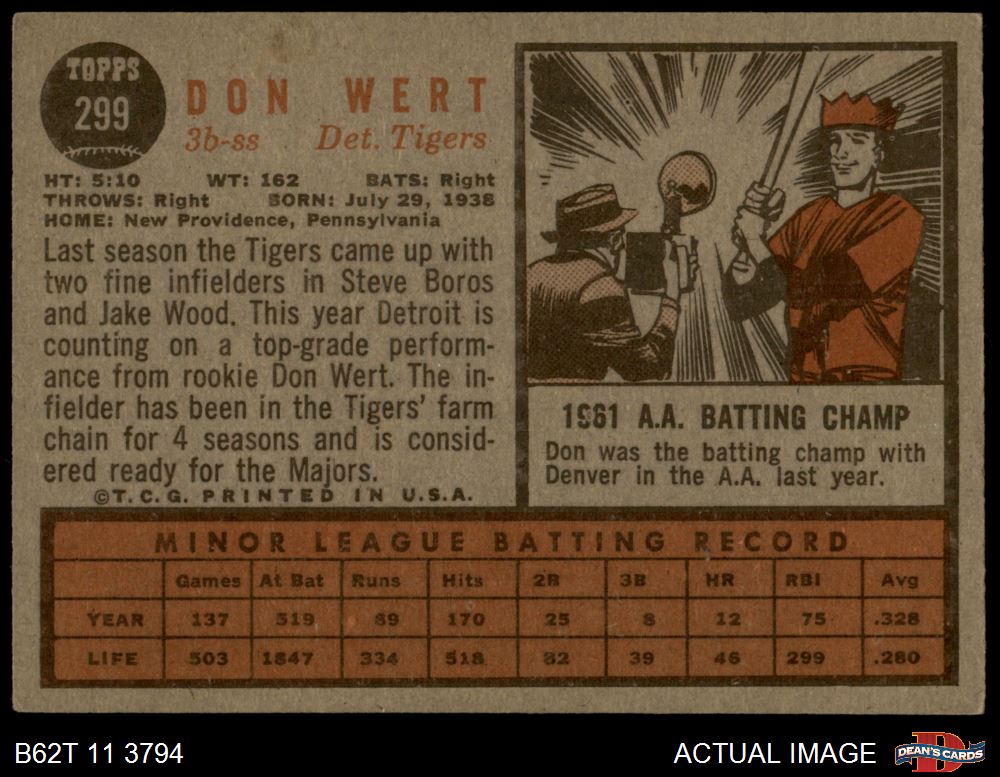 TOPPS
299
DON WERT
3b-ss Det. Tigers
HT: 5:10 WT: 162 BATS: Right
THROWS: Right BORN: July 29, 1938
HOME: New Providence, Pennsylvania
Last season the Tigers came up with
two fine infielders in Steve Boros
and Jake Wood. This year Detroit is
counting on a top-grade perform-
ance from rookie Don Wert. The in-
fielder has been in the Tigers' farm
chain for 4 seasons and is consid-
ered ready for the Majors.
©T.C.G. PRINTED IN U.S.A.
1961 A.A. BATTING CHAMP
Don was the batting champ with
Denver in the A.A. last year.
MINOR LEAGUE BATTING RECORD
Games At Bat Runs Hits 2B 3B HR RBI Avg
YEAR 137 519 89 170 25 8 12 75 .328
LIFE 503 1847 334 518 82 39 46 299 .280
B62T 11 3794
ACTUAL IMAGE
D
DEAN'S CARDS